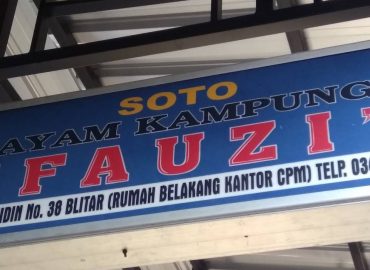 SOTO
AYAM KAMPUNG
"FAUZI"
No. 38 BLITAR (RUMAH BELAKANG KANTOR CPM) TELP.